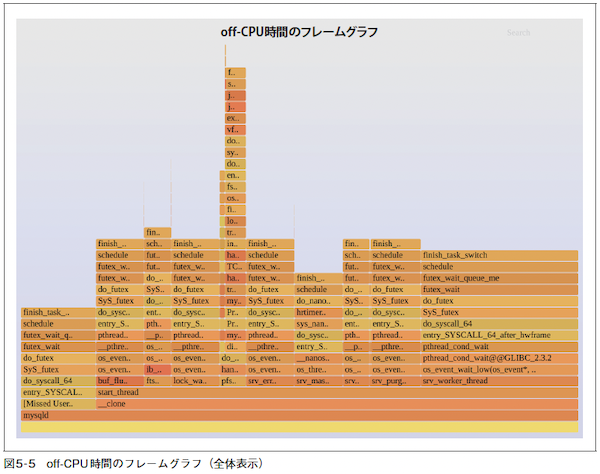 off-CPU時間のフレームグラフ
Search
f..
s..
j..
j..
ex..
vf..
do..
sy..
do..
en..
fs..
os..
fi..
lo..
fin.. tr..
finish_.. sch.. finish_.. in.. finish_.. fin.. finish_..
schedule fut.. schedule ha.. schedule sch.. schedule finish_task_switch
futex_w.. fut.. futex_w.. TC.. futex_w.. fut.. futex_w.. schedule
futex_w.. do_.. futex_w.. ha.. futex_w.. finish_.. fut.. futex_w.. futex_wait_queue_me
do_futex SyS.. do_futex tr.. do_futex schedule do_.. do_futex futex_wait
SyS_futex do_.. SyS_futex my.. SyS_futex do_nano.. SyS.. SyS_futex do_futex
finish_task_.. do_sysc.. ent.. do_sysc.. Pr.. do_sysc.. hrtimer.. do_.. do_sysc.. SyS_futex
schedule entry_S.. pth.. entry_S.. Pr.. entry_S.. sys_nan.. ent.. entry_S.. do_syscall_64
futex_wait_q.. pthread.. __p.. pthread.. my.. pthread.. do_sysc.. pth.. pthread.. entry_SYSCALL_64_after_hwframe
futex_wait __pthre.. os_.. __pthre.. di.. __pthre.. entry_S.. __p.. __pthre.. pthread_cond_wait@@GLIBC_2.3.2
do_futex os_even.. os_.. os_even.. do_.. os_even.. __nanos.. os_.. os_even.. pthread_cond_wait
SyS_futex os_even.. ib_.. os_even.. han.. os_even.. os_thre.. os_.. os_even.. os_event_wait_low(os_event*, ..
do_syscall_64 buf_flu.. fts.. lock_wa.. pfs.. srv_err.. srv_mas.. srv.. srv_purg.. srv_worker_thread
entry_SYSCAL.. start_thread
[Missed User.. __clone
mysqld
図5-5 off-CPU時間のフレームグラフ（全体表示）